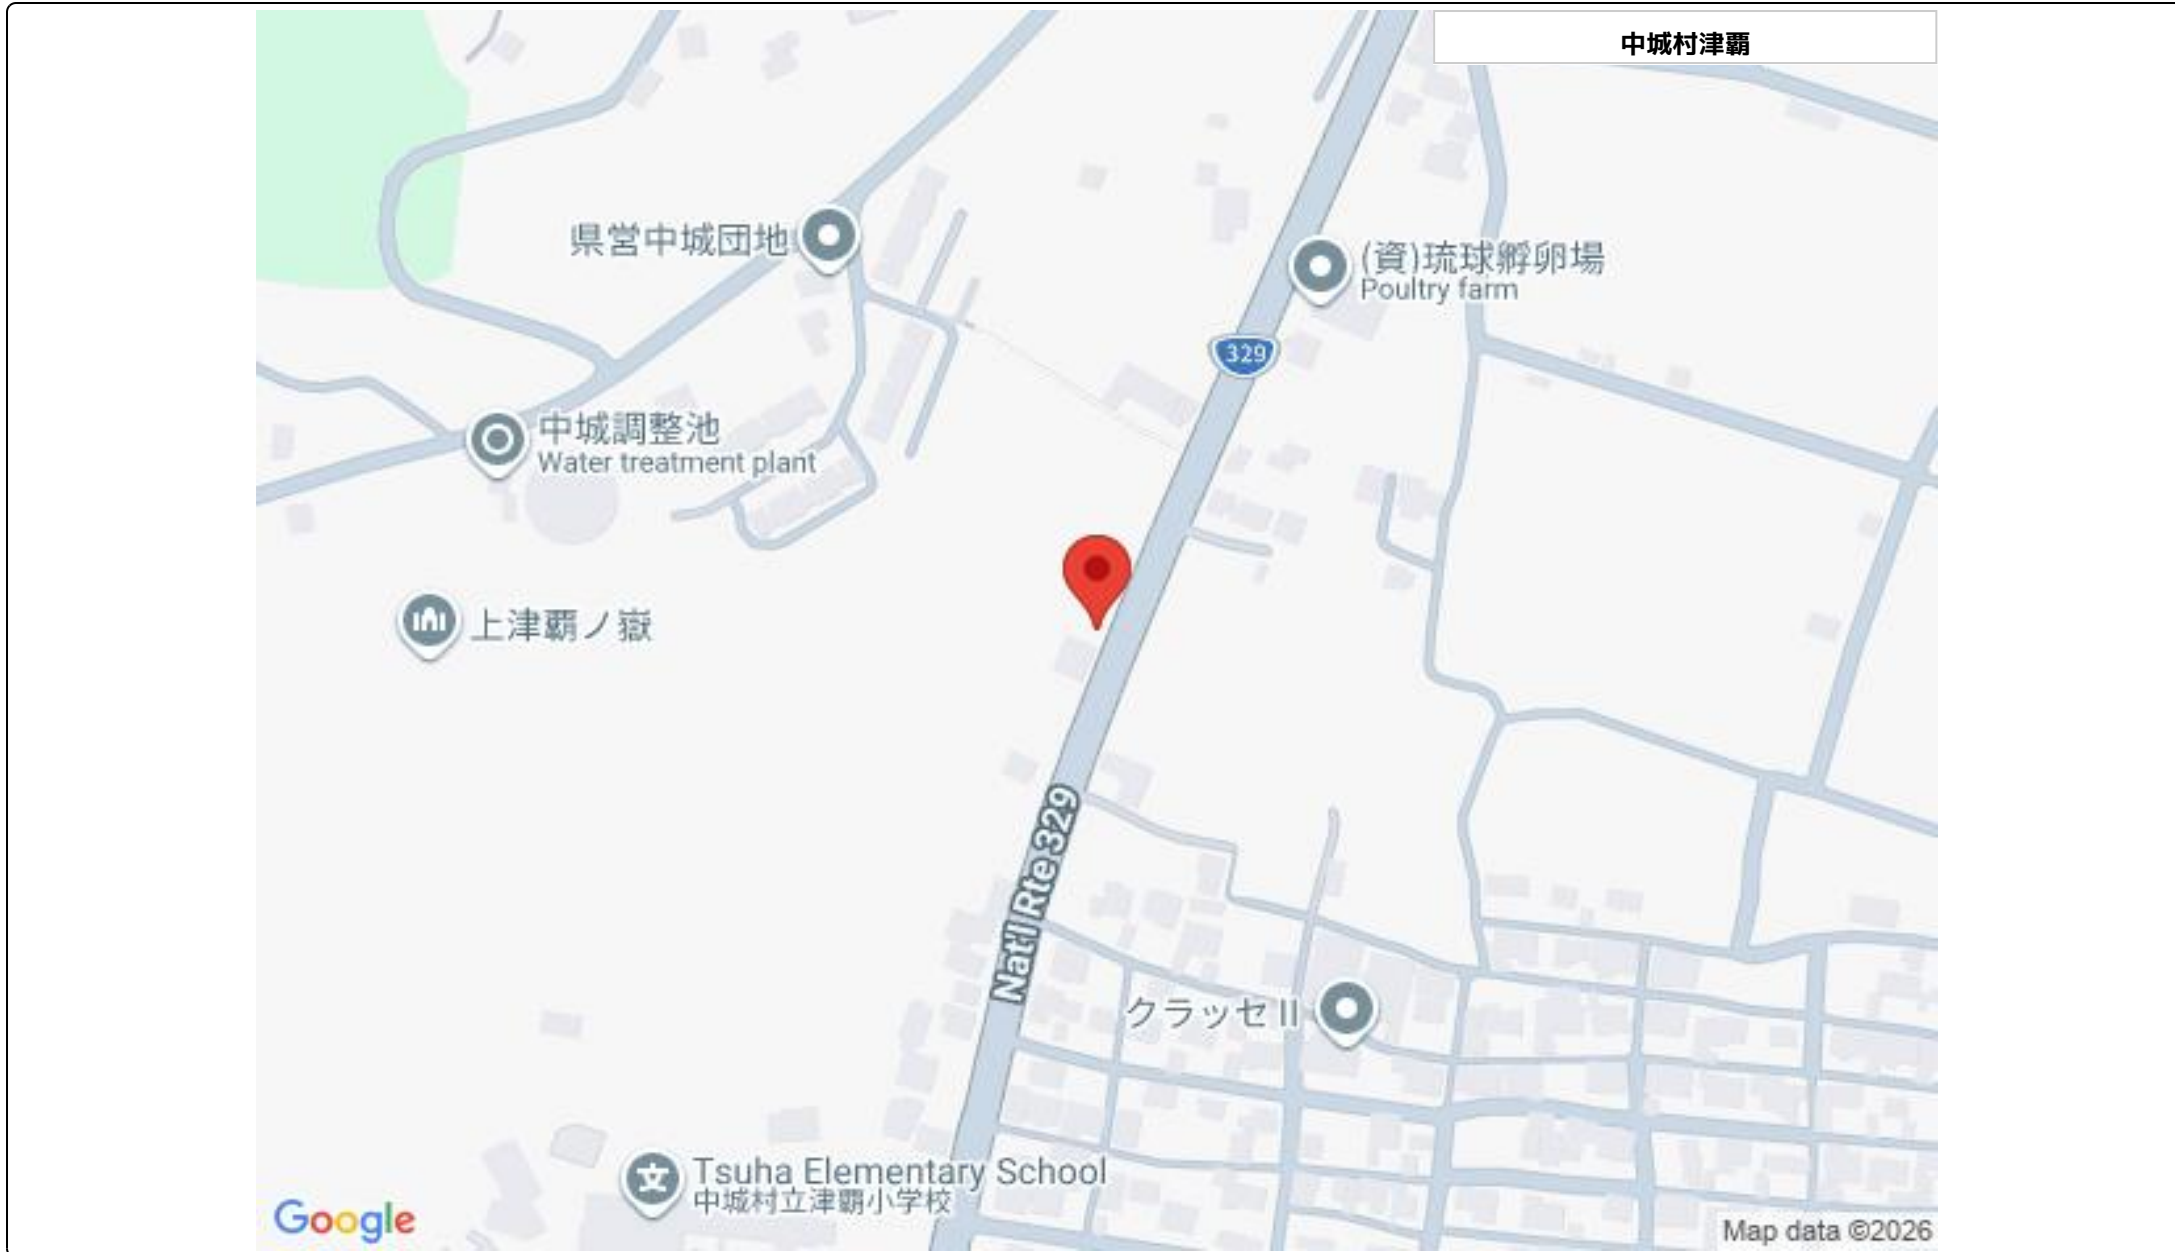 中城村津覇
県営中城団地
(資)琉球孵卵場
Poultry farm
329
中城調整池
Water treatment plant
上津覇ノ嶽
Nat'l Rte 329
クラッセ II
Tsuha Elementary School
中城村立津覇小学校
文
Google
Map data ©2026